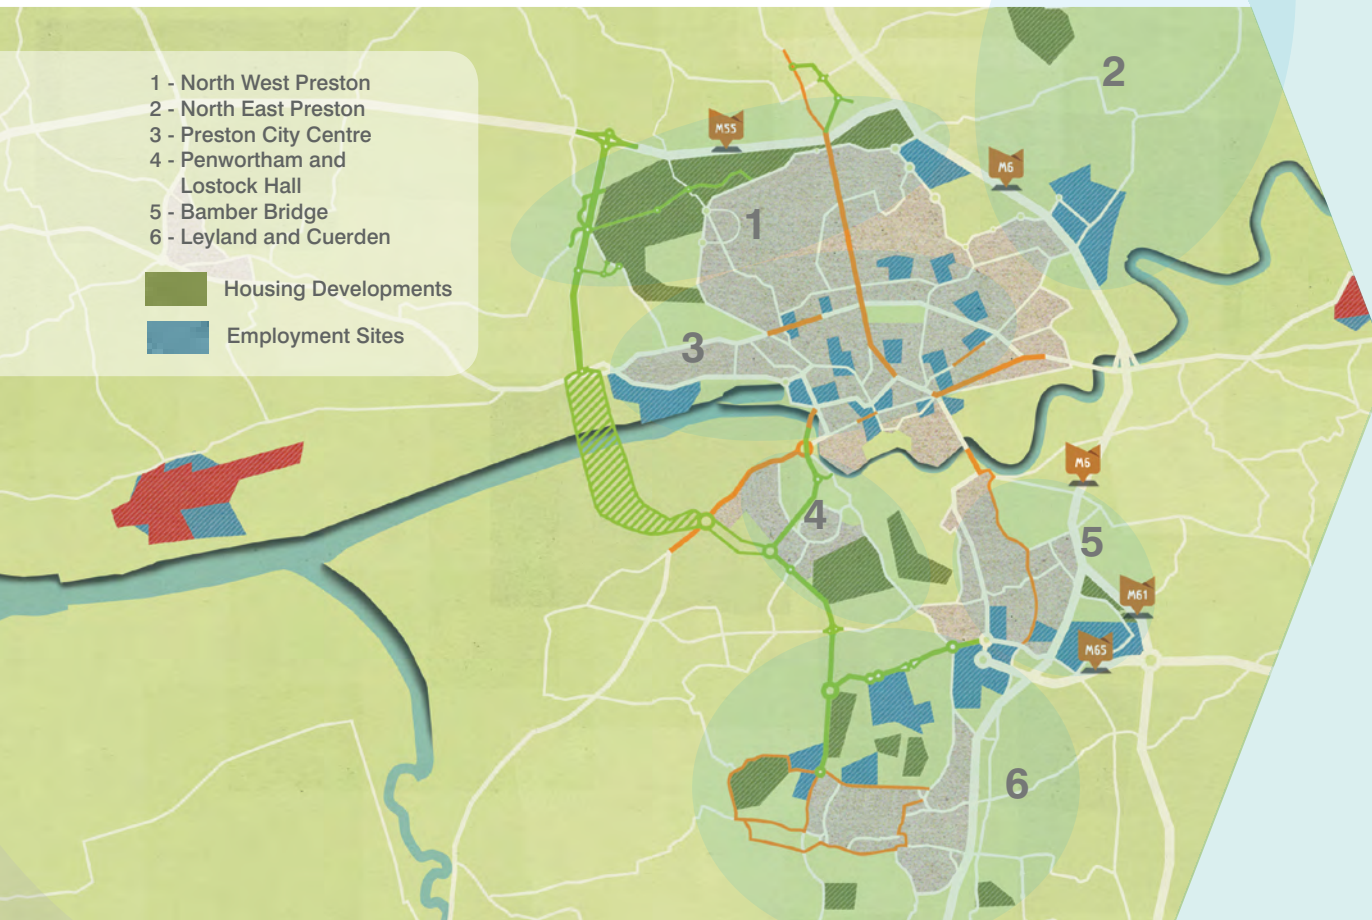 1 - North West Preston
2 - North East Preston
3 - Preston City Centre
4 - Penwortham and
Lostock Hall
5 - Bamber Bridge
6 - Leyland and Cuerden
Housing Developments
Employment Sites
2
M55
M6
1
3
M6
4
5
M61
M65
6